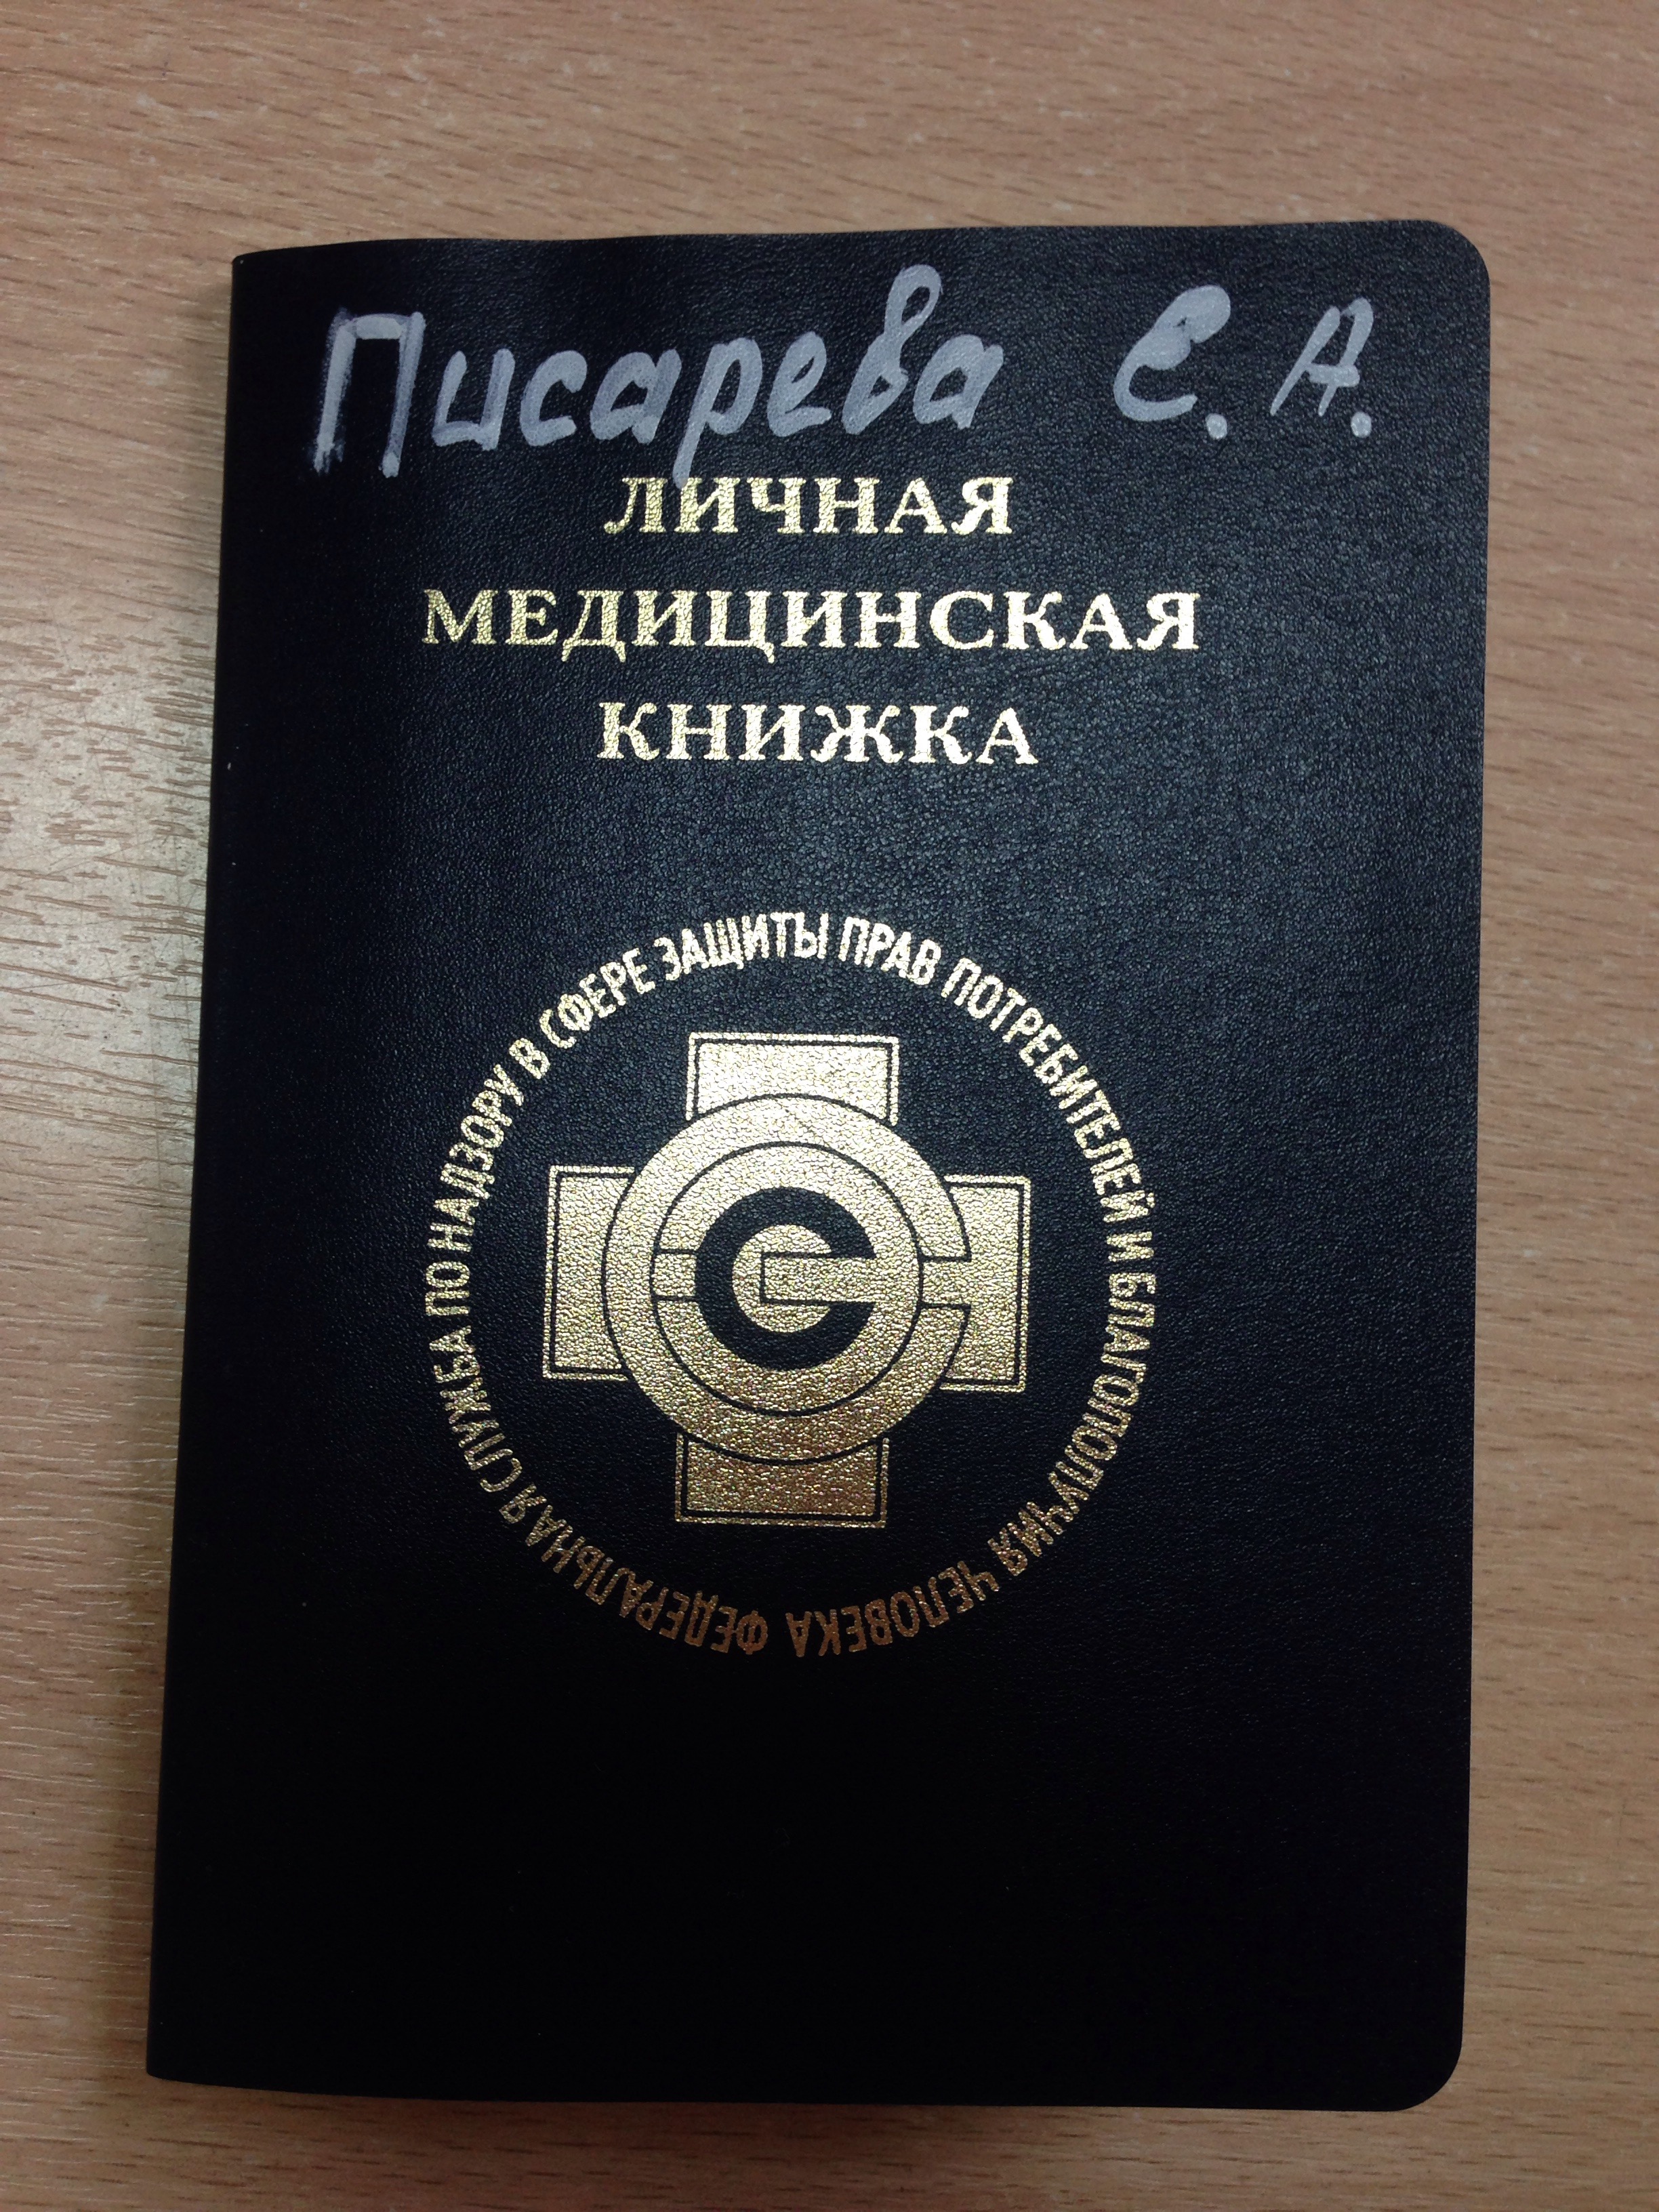 Писарева Е. А.
ЛИЧНАЯ
МЕДИЦИНСКАЯ
КНИЖКА
ФЕДЕРАЛЬНАЯ СЛУЖБА ПО НАДЗОРУ В СФЕРЕ ЗАЩИТЫ ПРАВ ПОТРЕБИТЕЛЕЙ И БЛАГОПОЛУЧИЯ ЧЕЛОВЕКА